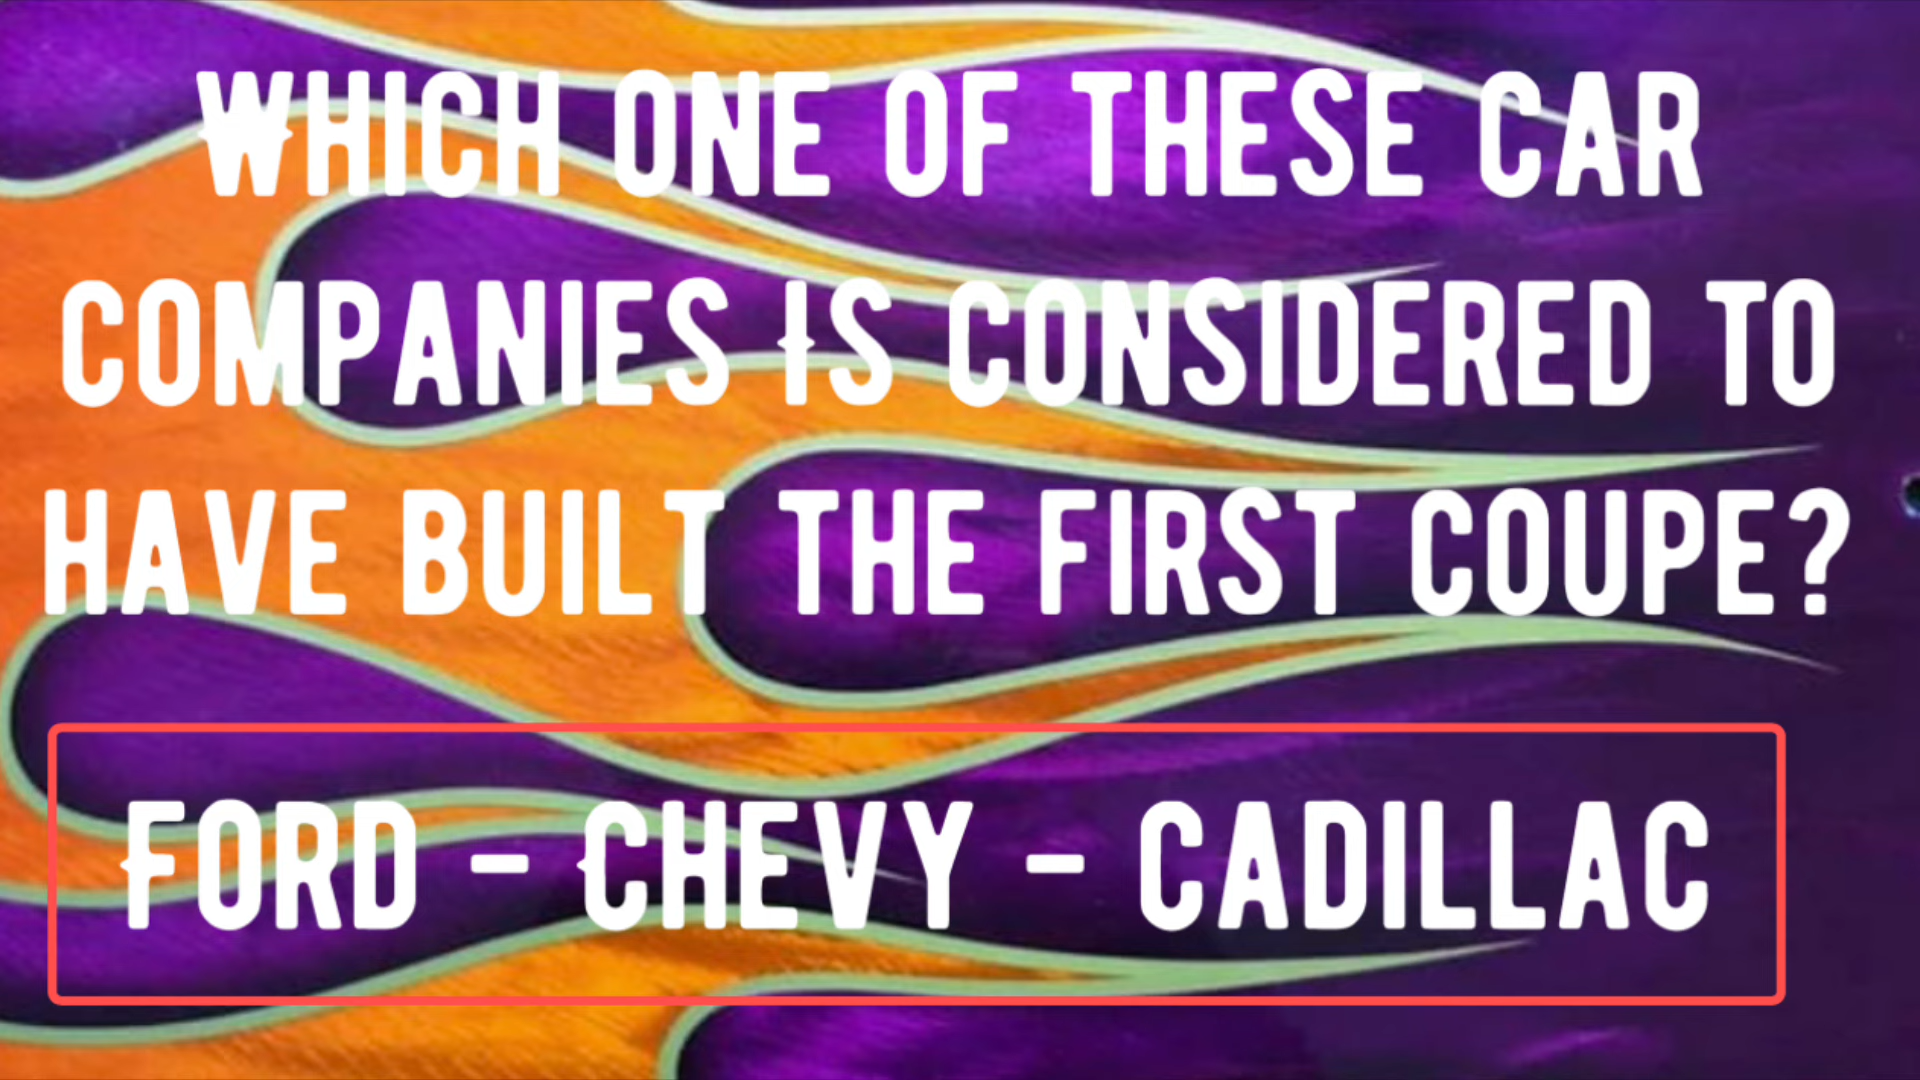 WHICH ONE OF THESE CAR
COMPANIES IS CONSIDERED TO
HAVE BUILT THE FIRST COUPE?
FORD - CHEVY - CADILLAC